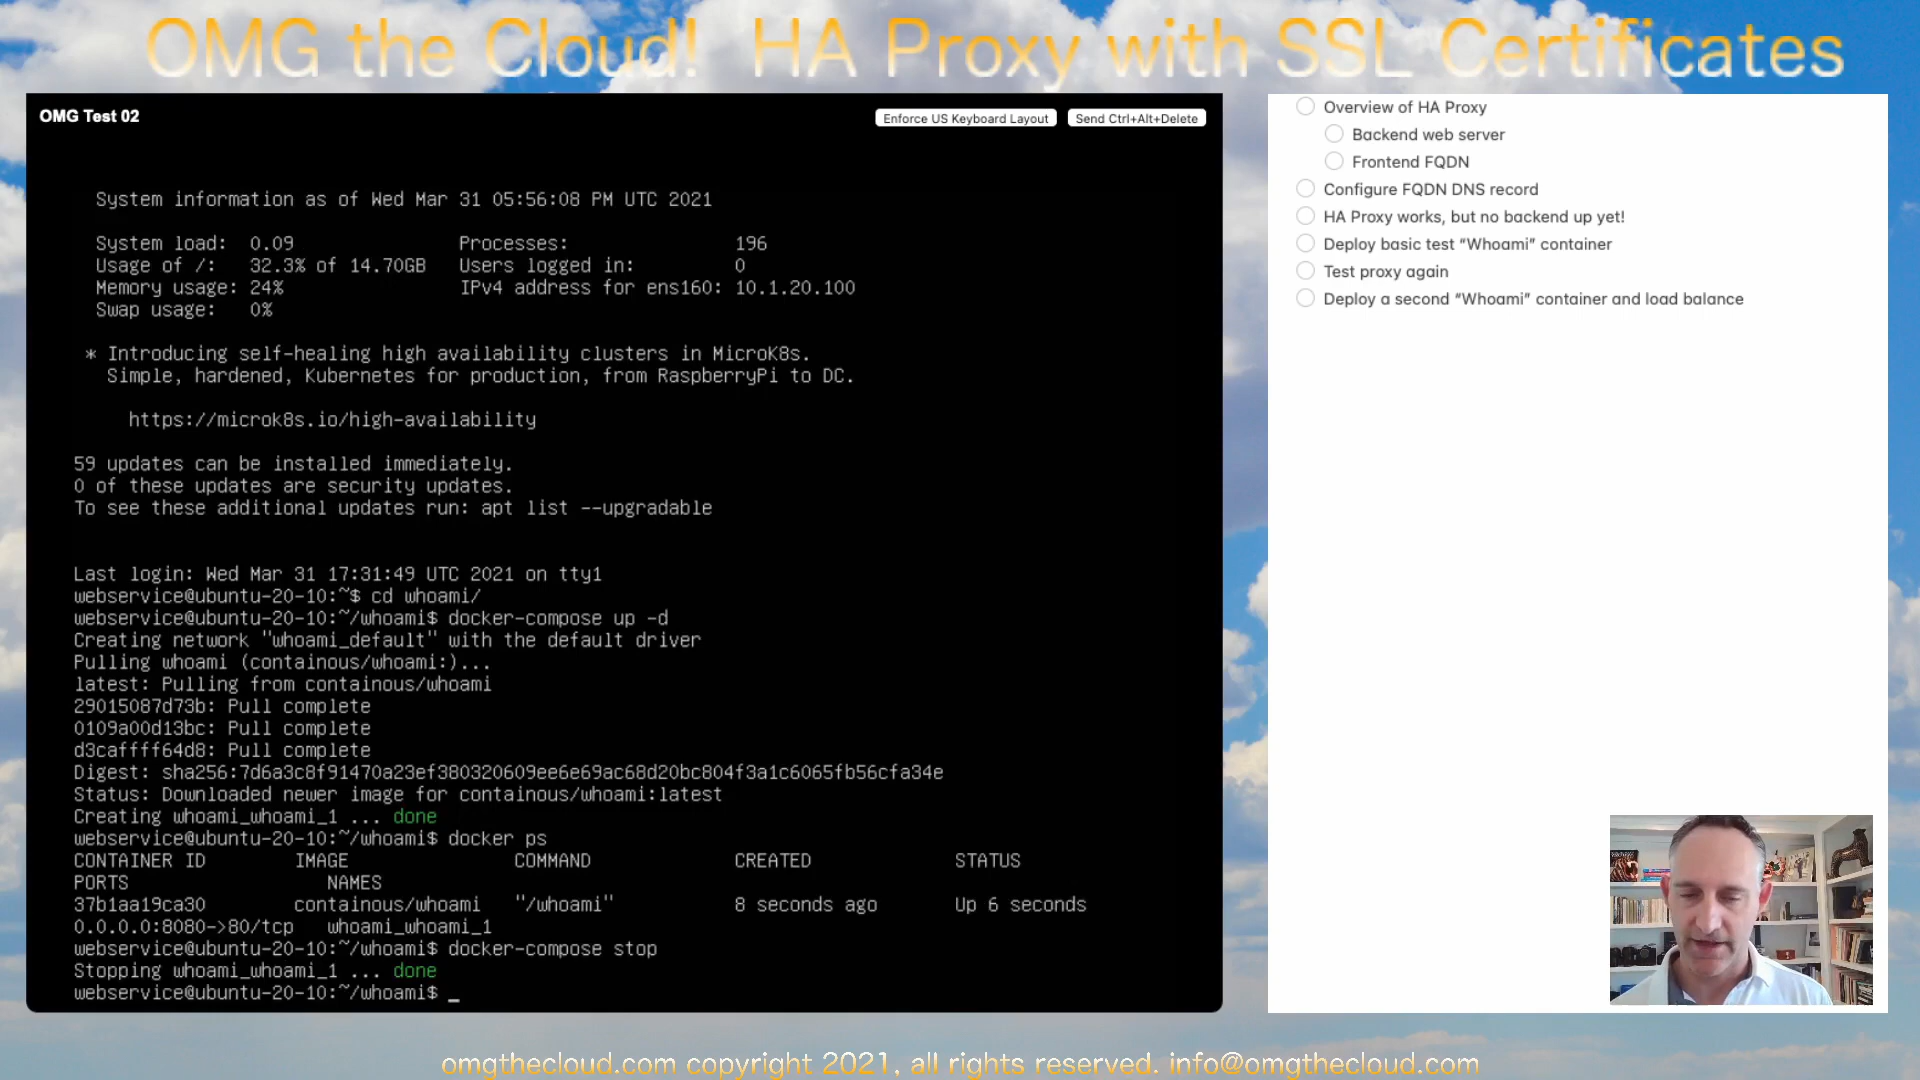 OMG the Cloud!  HA Proxy with SSL Certificates
OMG Test 02
Enforce US Keyboard Layout
Send Ctrl+Alt+Delete
System information as of Wed Mar 31 05:56:08 PM UTC 2021
System load:  0.09               Processes:               196
Usage of /:   32.3% of 14.70GB   Users logged in:         0
Memory usage: 24%                IPv4 address for ens160: 10.1.20.100
Swap usage:   0%
* Introducing self-healing high availability clusters in MicroK8s.
Simple, hardened, Kubernetes for production, from RaspberryPi to DC.
https://microk8s.io/high-availability
59 updates can be installed immediately.
0 of these updates are security updates.
To see these additional updates run: apt list --upgradable
Last login: Wed Mar 31 17:31:49 UTC 2021 on tty1
webservice@ubuntu-20-10:~$ cd whoami/
webservice@ubuntu-20-10:~/whoami$ docker-compose up -d
Creating network "whoami_default" with the default driver
Pulling whoami (containous/whoami:)...
latest: Pulling from containous/whoami
29015087d73b: Pull complete
0109a00d13bc: Pull complete
d3caffff64d8: Pull complete
Digest: sha256:7d6a3c8f91470a23ef380320609ee6e69ac68d20bc804f3a1c6065fb56cfa34e
Status: Downloaded newer image for containous/whoami:latest
Creating whoami_whoami_1 ... done
webservice@ubuntu-20-10:~/whoami$ docker ps
CONTAINER ID        IMAGE               COMMAND             CREATED             STATUS
PORTS                  NAMES
37b1aa19ca30        containous/whoami   "/whoami"           8 seconds ago       Up 6 seconds
0.0.0.0:8080->80/tcp   whoami_whoami_1
webservice@ubuntu-20-10:~/whoami$ docker-compose stop
Stopping whoami_whoami_1 ... done
webservice@ubuntu-20-10:~/whoami$ _
Overview of HA Proxy
Backend web server
Frontend FQDN
Configure FQDN DNS record
HA Proxy works, but no backend up yet!
Deploy basic test “Whoami” container
Test proxy again
Deploy a second “Whoami” container and load balance
omgthecloud.com copyright 2021, all rights reserved. info@omgthecloud.com